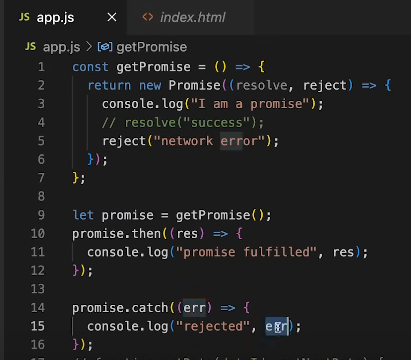 JS app.js × <> index.html
JS app.js > getPromise
1 const getPromise = () => {
2 return new Promise((resolve, reject) => {
3 console.log("I am a promise");
4 // resolve("success");
5 reject("network error");
6 });
7 };
8
9 let promise = getPromise();
10 promise.then((res) => {
11 console.log("promise fulfilled", res);
12 });
13
14 promise.catch((err) => {
15 console.log("rejected", err);
16 });